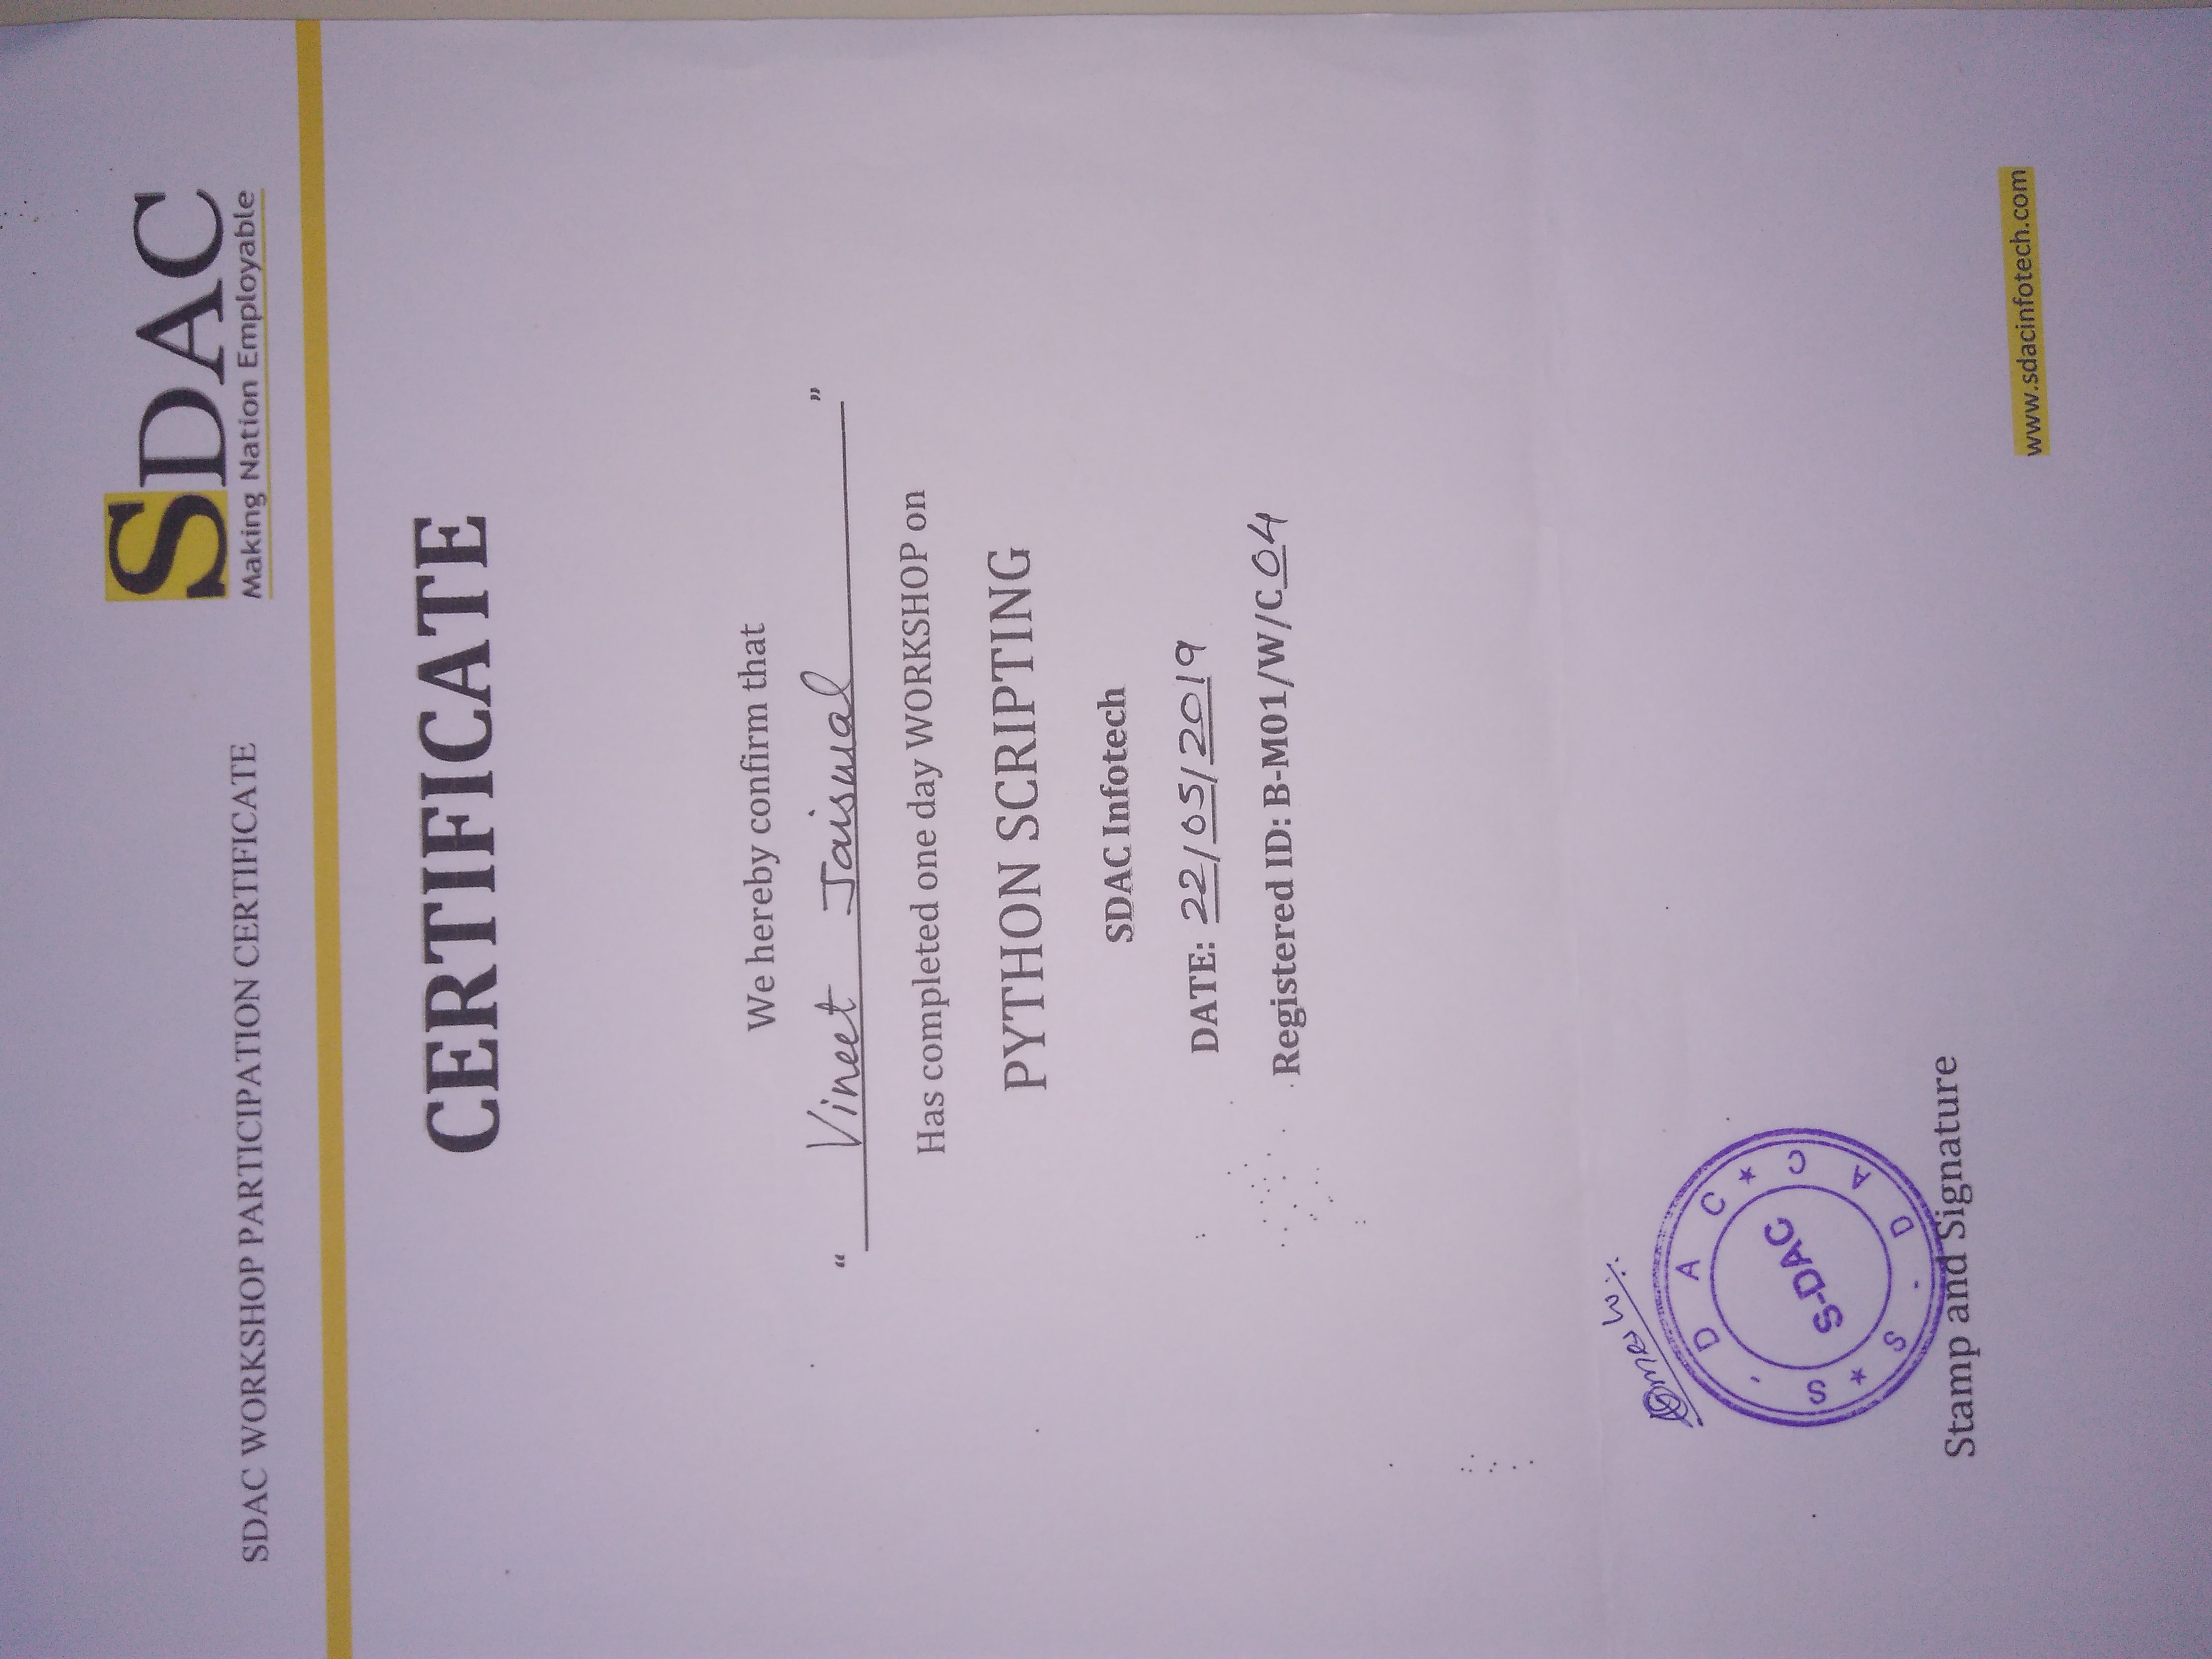 SDAC WORKSHOP PARTICIPATION CERTIFICATE
SDAC
Making Nation Employable
CERTIFICATE
We hereby confirm that
“ Vineet Jaiswal ”
Has completed one day WORKSHOP on
PYTHON SCRIPTING
SDAC Infotech
DATE: 22/05/2019
Registered ID: B-M01/W/C04
S - D A C ★ C A D - S ★
S-DAC
Stamp and Signature
www.sdacinfotech.com